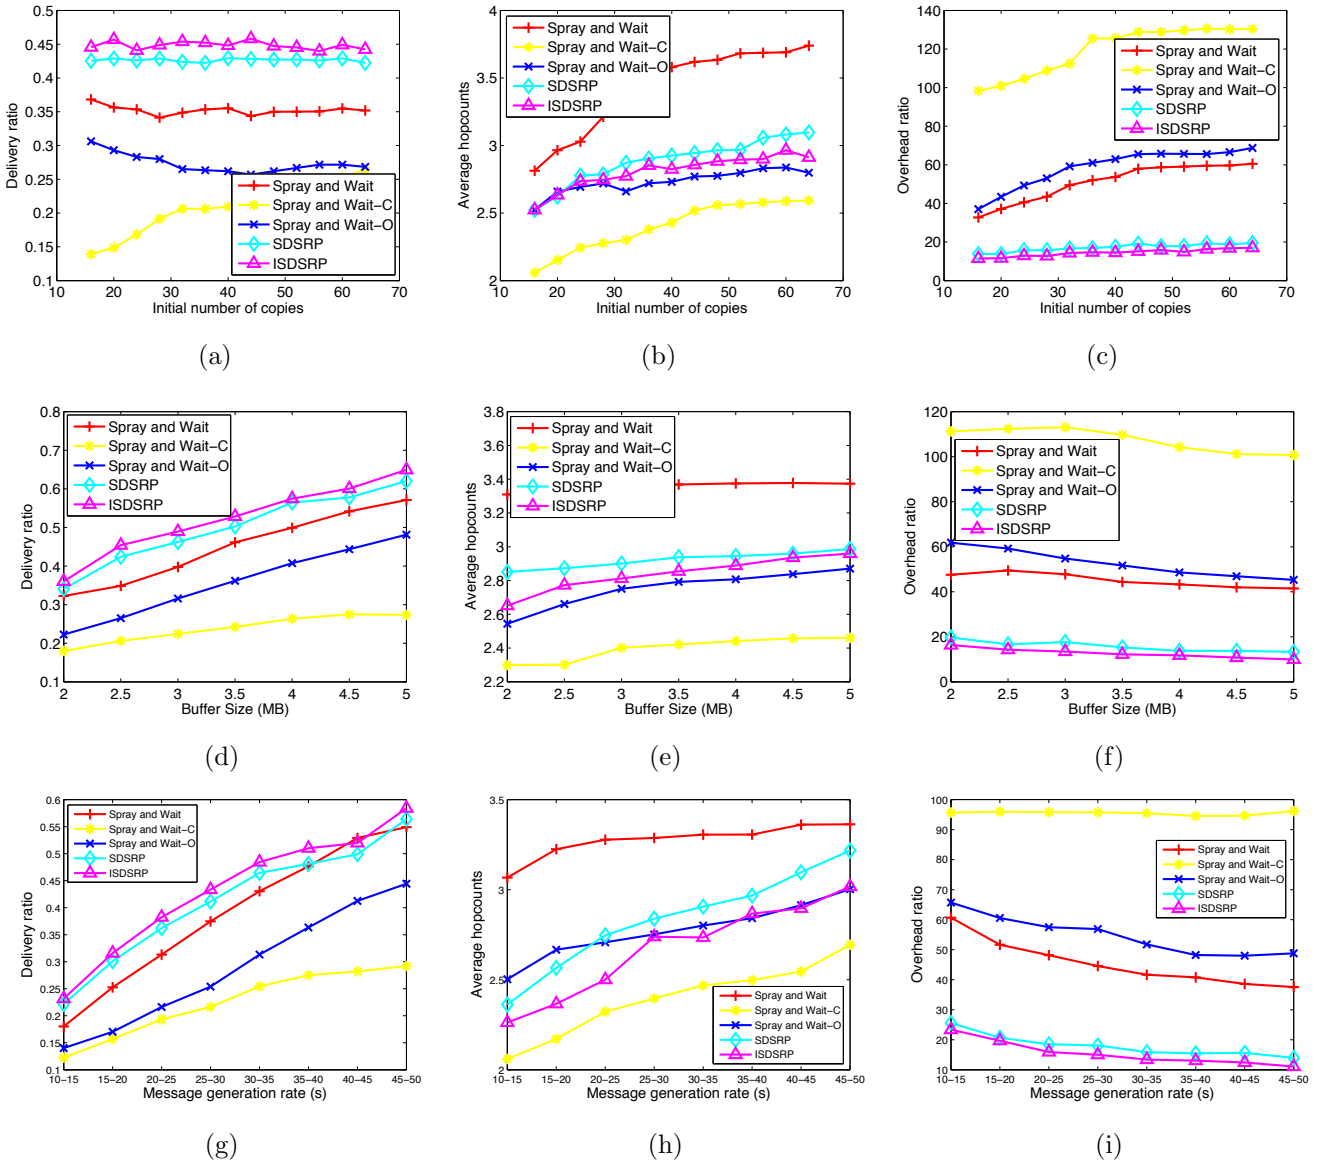 0.5
0.45
0.4
0.35
0.3
0.25
0.2
0.15
0.1
Delivery ratio
Spray and Wait
Spray and Wait−C
Spray and Wait−O
SDSRP
ISDSRP
10 20 30 40 50 60 70
Initial number of copies
(a)
4
3.5
3
2.5
2
Average hopcounts
Spray and Wait
Spray and Wait−C
Spray and Wait−O
SDSRP
ISDSRP
10 20 30 40 50 60 70
Initial number of copies
(b)
140
120
100
80
60
40
20
0
Overhead ratio
Spray and Wait
Spray and Wait−C
Spray and Wait−O
SDSRP
ISDSRP
10 20 30 40 50 60 70
Initial number of copies
(c)
0.8
0.7
0.6
0.5
0.4
0.3
0.2
0.1
Delivery ratio
Spray and Wait
Spray and Wait−C
Spray and Wait−O
SDSRP
ISDSRP
2 2.5 3 3.5 4 4.5 5
Buffer Size (MB)
(d)
3.8
3.6
3.4
3.2
3
2.8
2.6
2.4
2.2
Average hopcounts
Spray and Wait
Spray and Wait−C
Spray and Wait−O
SDSRP
ISDSRP
2 2.5 3 3.5 4 4.5 5
Buffer Size (MB)
(e)
120
100
80
60
40
20
0
Overhead ratio
Spray and Wait
Spray and Wait−C
Spray and Wait−O
SDSRP
ISDSRP
2 2.5 3 3.5 4 4.5 5
Buffer Size (MB)
(f)
0.6
0.55
0.5
0.45
0.4
0.35
0.3
0.25
0.2
0.15
0.1
Delivery ratio
Spray and Wait
Spray and Wait−C
Spray and Wait−O
SDSRP
ISDSRP
10−15 15−20 20−25 25−30 30−35 35−40 40−45 45−50
Message generation rate (s)
(g)
3.5
3
2.5
2
Average hopcounts
Spray and Wait
Spray and Wait−C
Spray and Wait−O
SDSRP
ISDSRP
10−15 15−20 20−25 25−30 30−35 35−40 40−45 45−50
Message generation rate (s)
(h)
100
90
80
70
60
50
40
30
20
10
Overhead ratio
Spray and Wait
Spray and Wait−C
Spray and Wait−O
SDSRP
ISDSRP
10−15 15−20 20−25 25−30 30−35 35−40 40−45 45−50
Message generation rate (s)
(i)